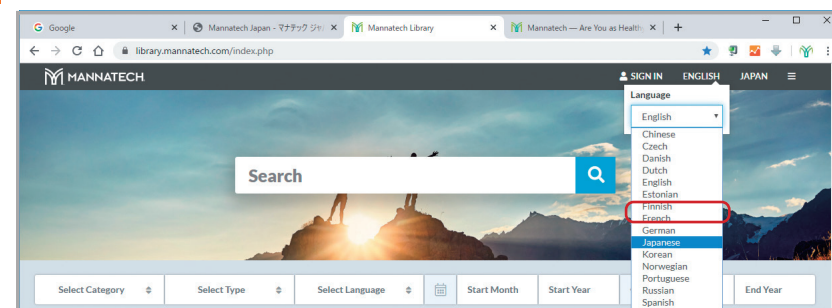 Google
Mannatech Japan - マナテック ジャ
Mannatech Library
Mannatech — Are You as Health
library.mannatech.com/index.php
MANNATECH
SIGN IN ENGLISH JAPAN
Language
English
Chinese
Czech
Danish
Dutch
English
Estonian
Finnish
French
German
Japanese
Korean
Norwegian
Portuguese
Russian
Spanish
Search
Select Category
Select Type
Select Language
Start Month
Start Year
End Year